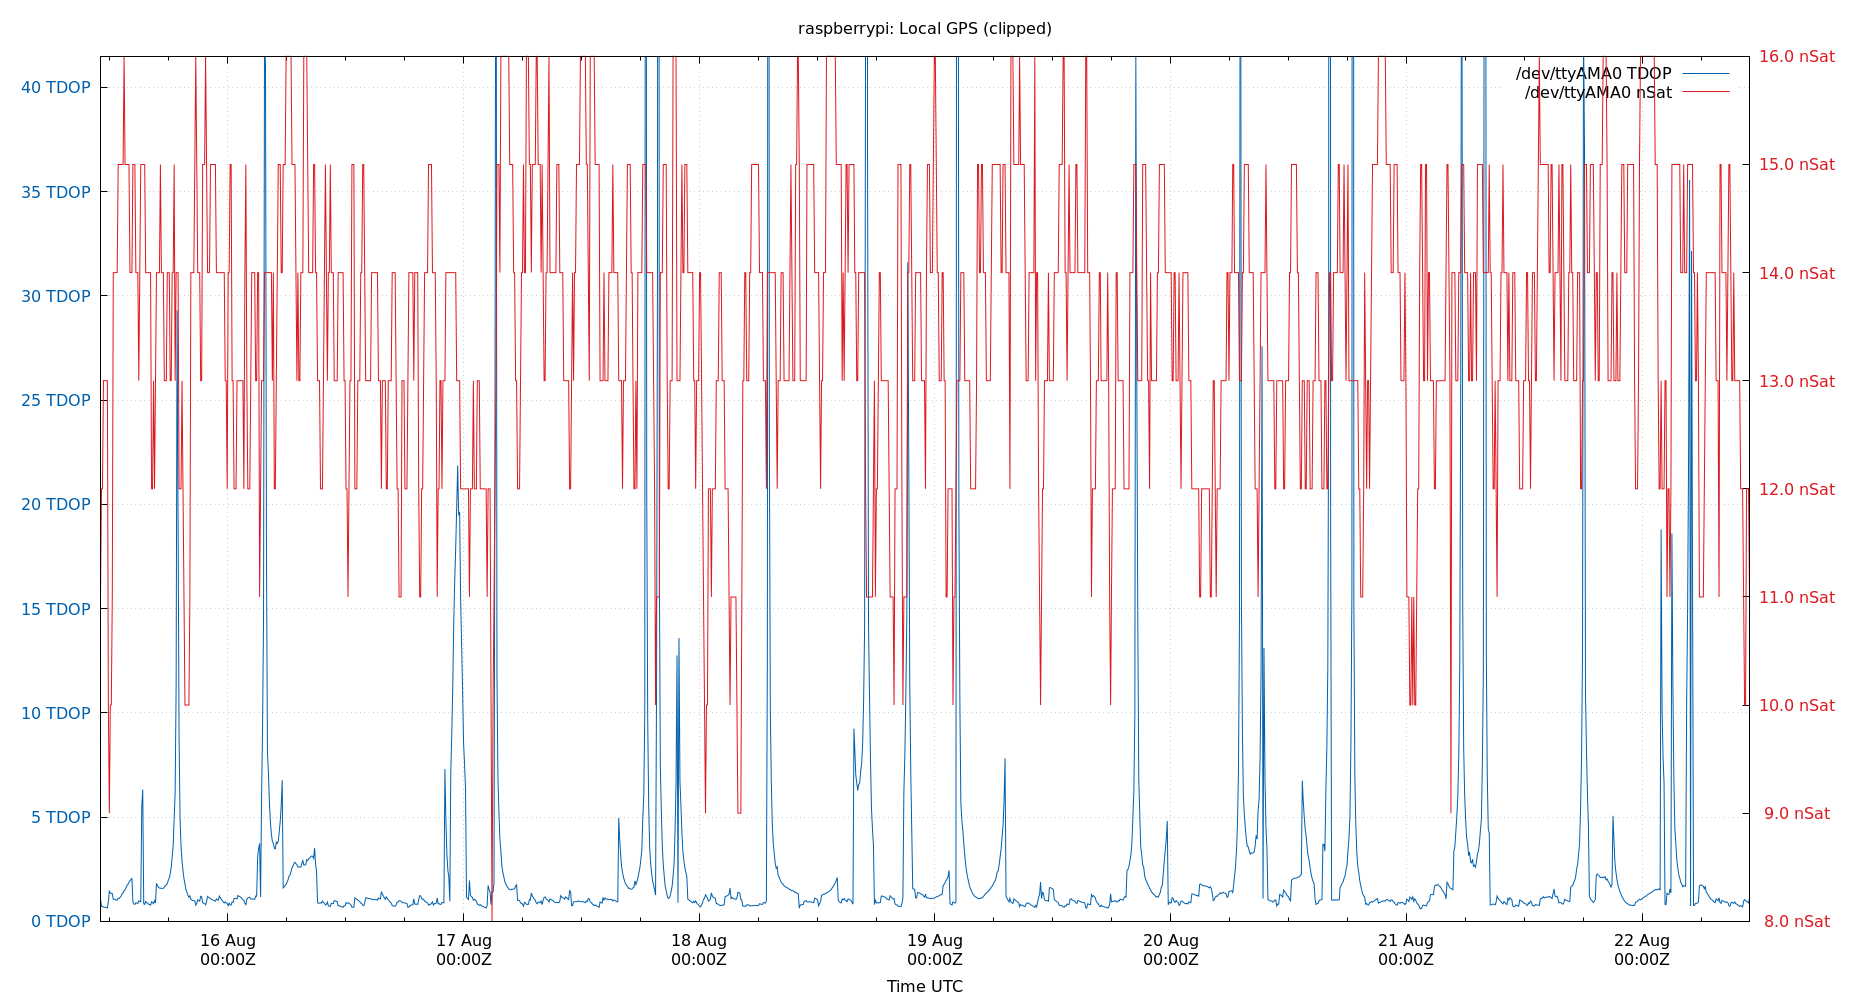 raspberrypi: Local GPS (clipped)
/dev/ttyAMA0 TDOP
/dev/ttyAMA0 nSat
40 TDOP
35 TDOP
30 TDOP
25 TDOP
20 TDOP
15 TDOP
10 TDOP
5 TDOP
0 TDOP
16.0 nSat
15.0 nSat
14.0 nSat
13.0 nSat
12.0 nSat
11.0 nSat
10.0 nSat
9.0 nSat
8.0 nSat
16 Aug 17 Aug 18 Aug 19 Aug 20 Aug 21 Aug 22 Aug
00:00Z 00:00Z 00:00Z 00:00Z 00:00Z 00:00Z 00:00Z
Time UTC